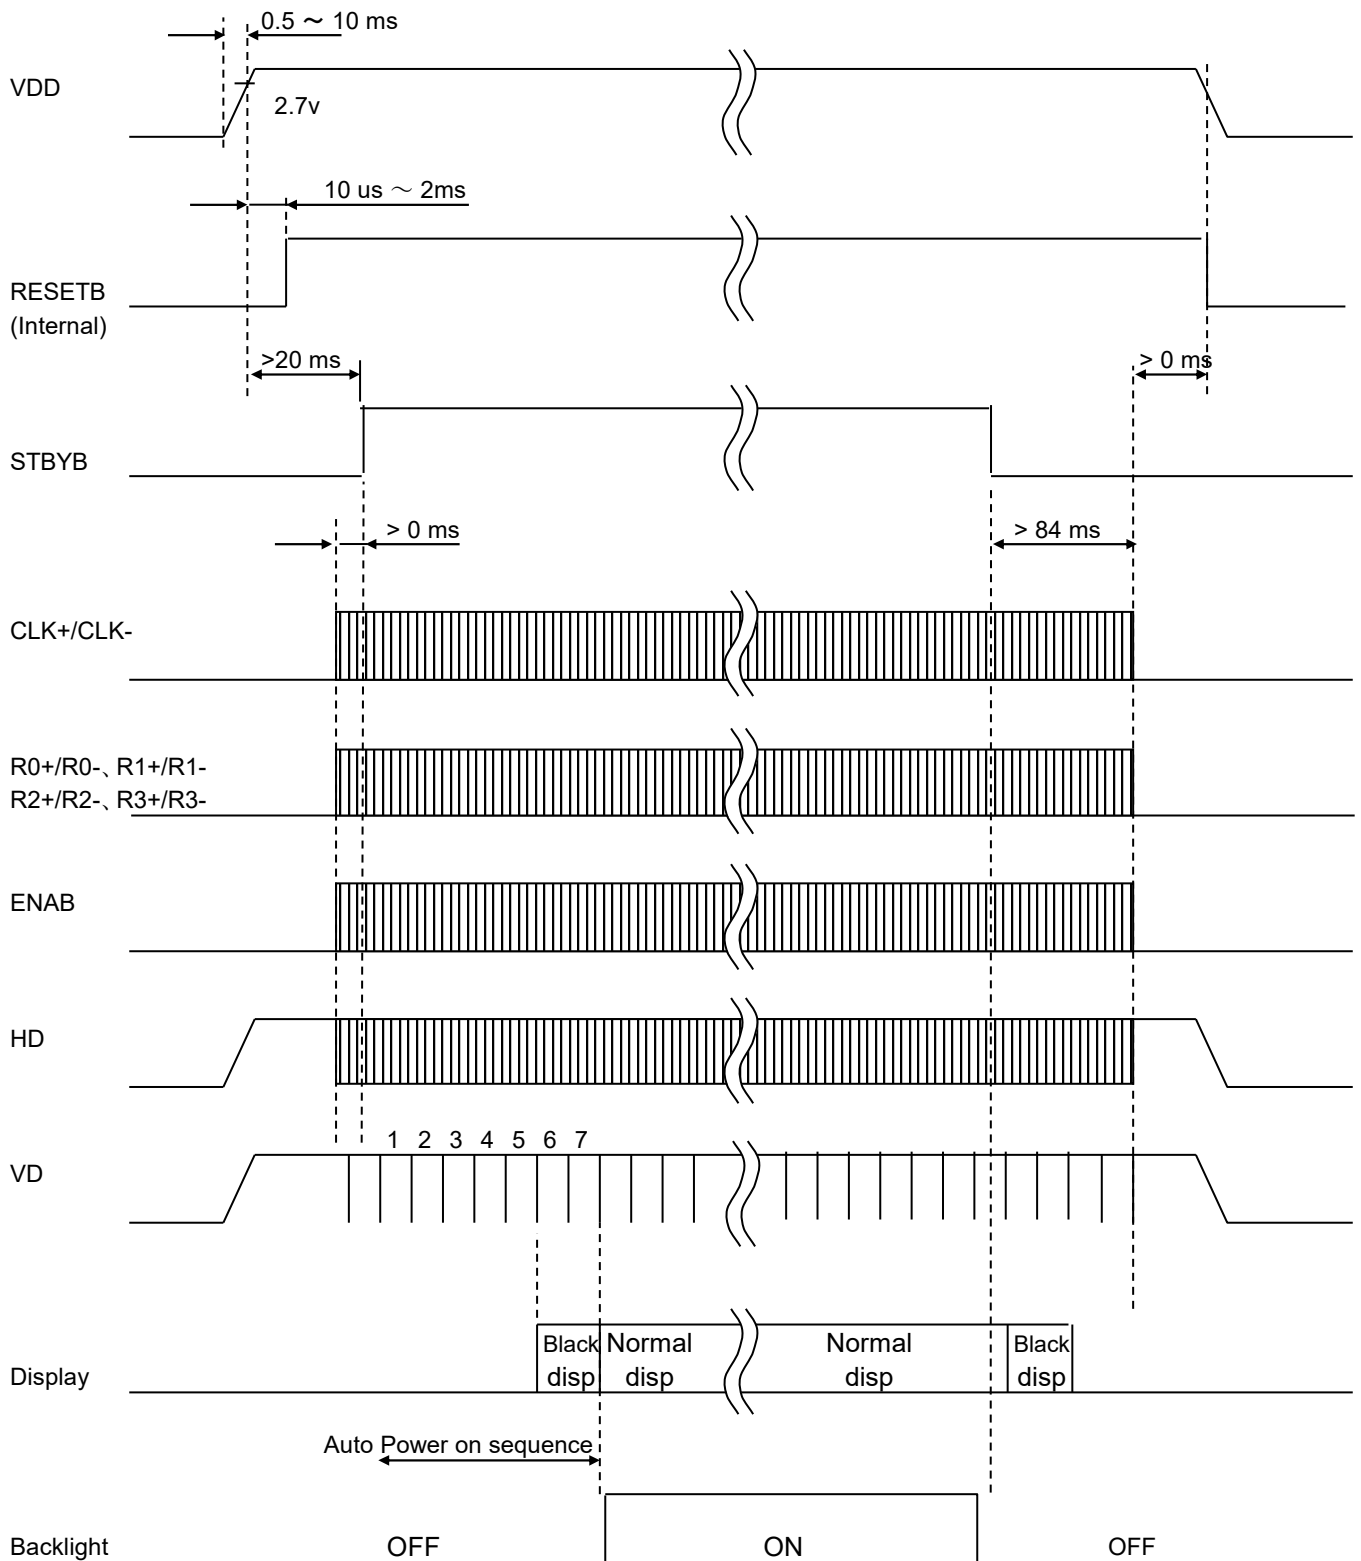 0.5 ～ 10 ms
VDD
2.7v
10 us ～ 2ms
RESETB
(Internal)
>20 ms
> 0 ms
STBYB
> 0 ms
> 84 ms
CLK+/CLK-
R0+/R0-、R1+/R1-
R2+/R2-、R3+/R3-
ENAB
HD
1 2 3 4 5 6 7
VD
Black Normal Normal Black
disp disp disp disp
Display
Auto Power on sequence
Backlight OFF ON OFF